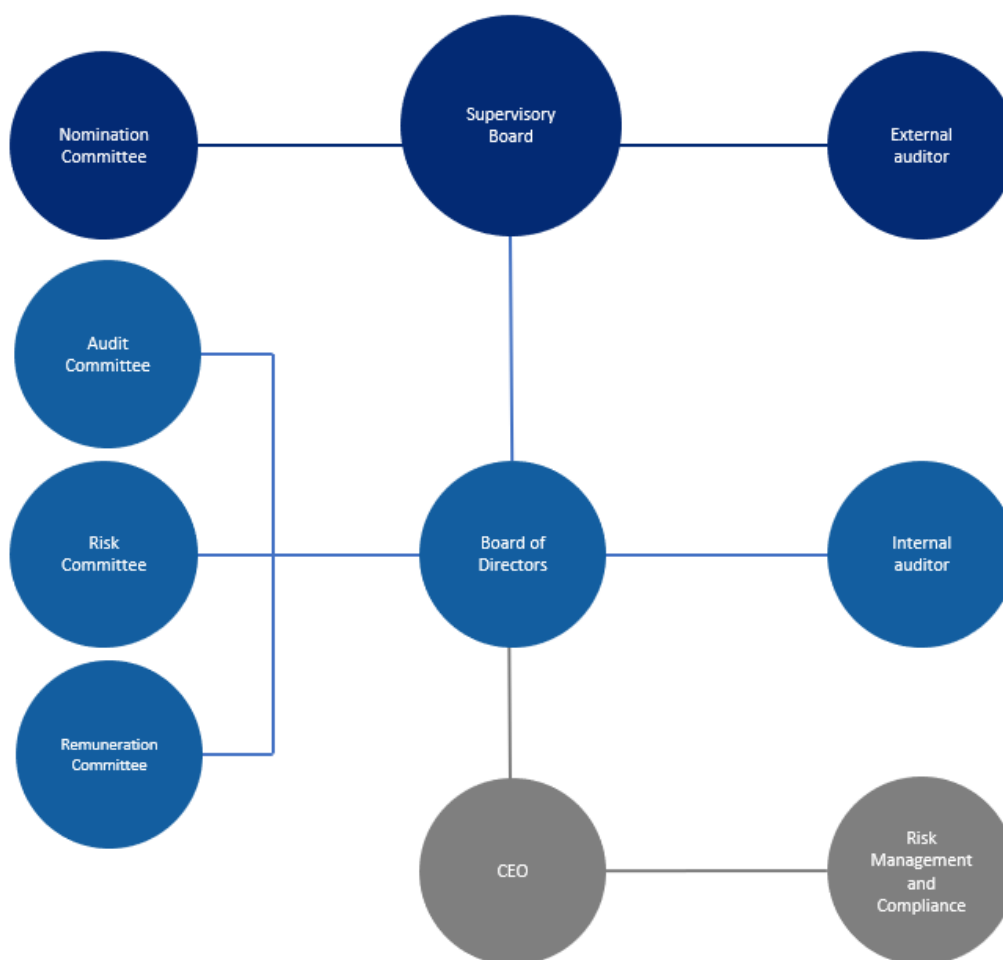 Supervisory
Board
Nomination
Committee
External
auditor
Audit
Committee
Risk
Committee
Board of
Directors
Internal
auditor
Remuneration
Committee
CEO
Risk
Management
and
Compliance